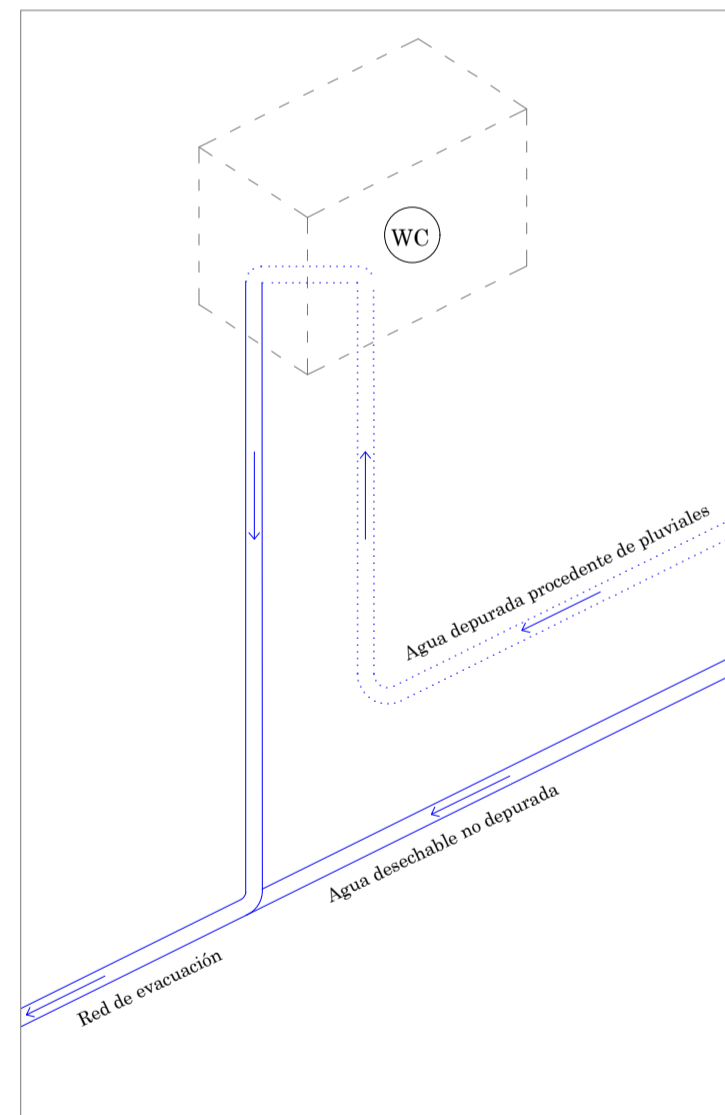 WC
Agua depurada procedente de pluviales
Agua desechable no depurada
Red de evacuación